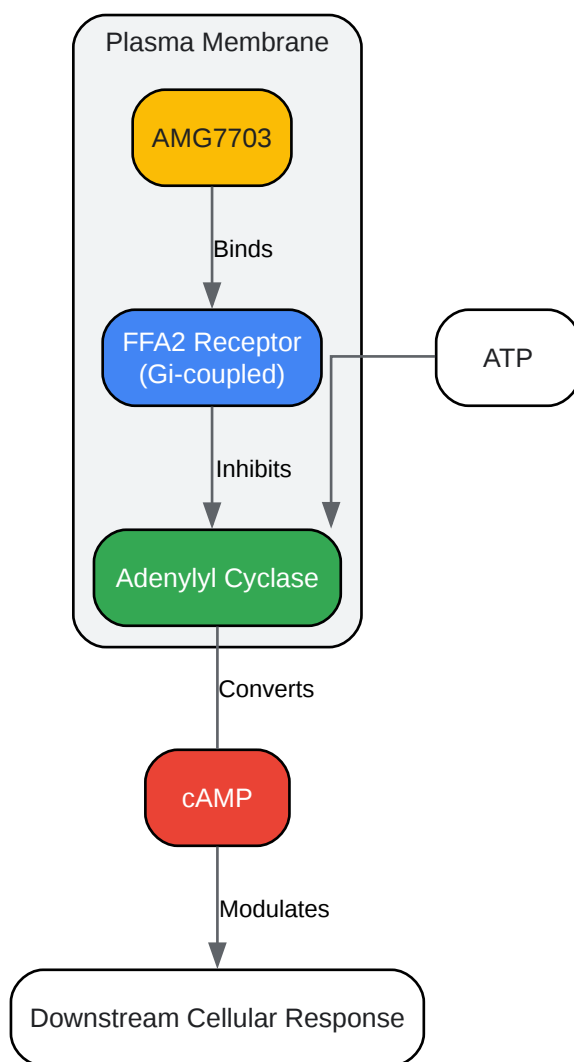 Plasma Membrane
AMG7703
Binds
FFA2 Receptor
(Gi-coupled)
ATP
Inhibits
Adenylyl Cyclase
Converts
cAMP
Modulates
Downstream Cellular Response